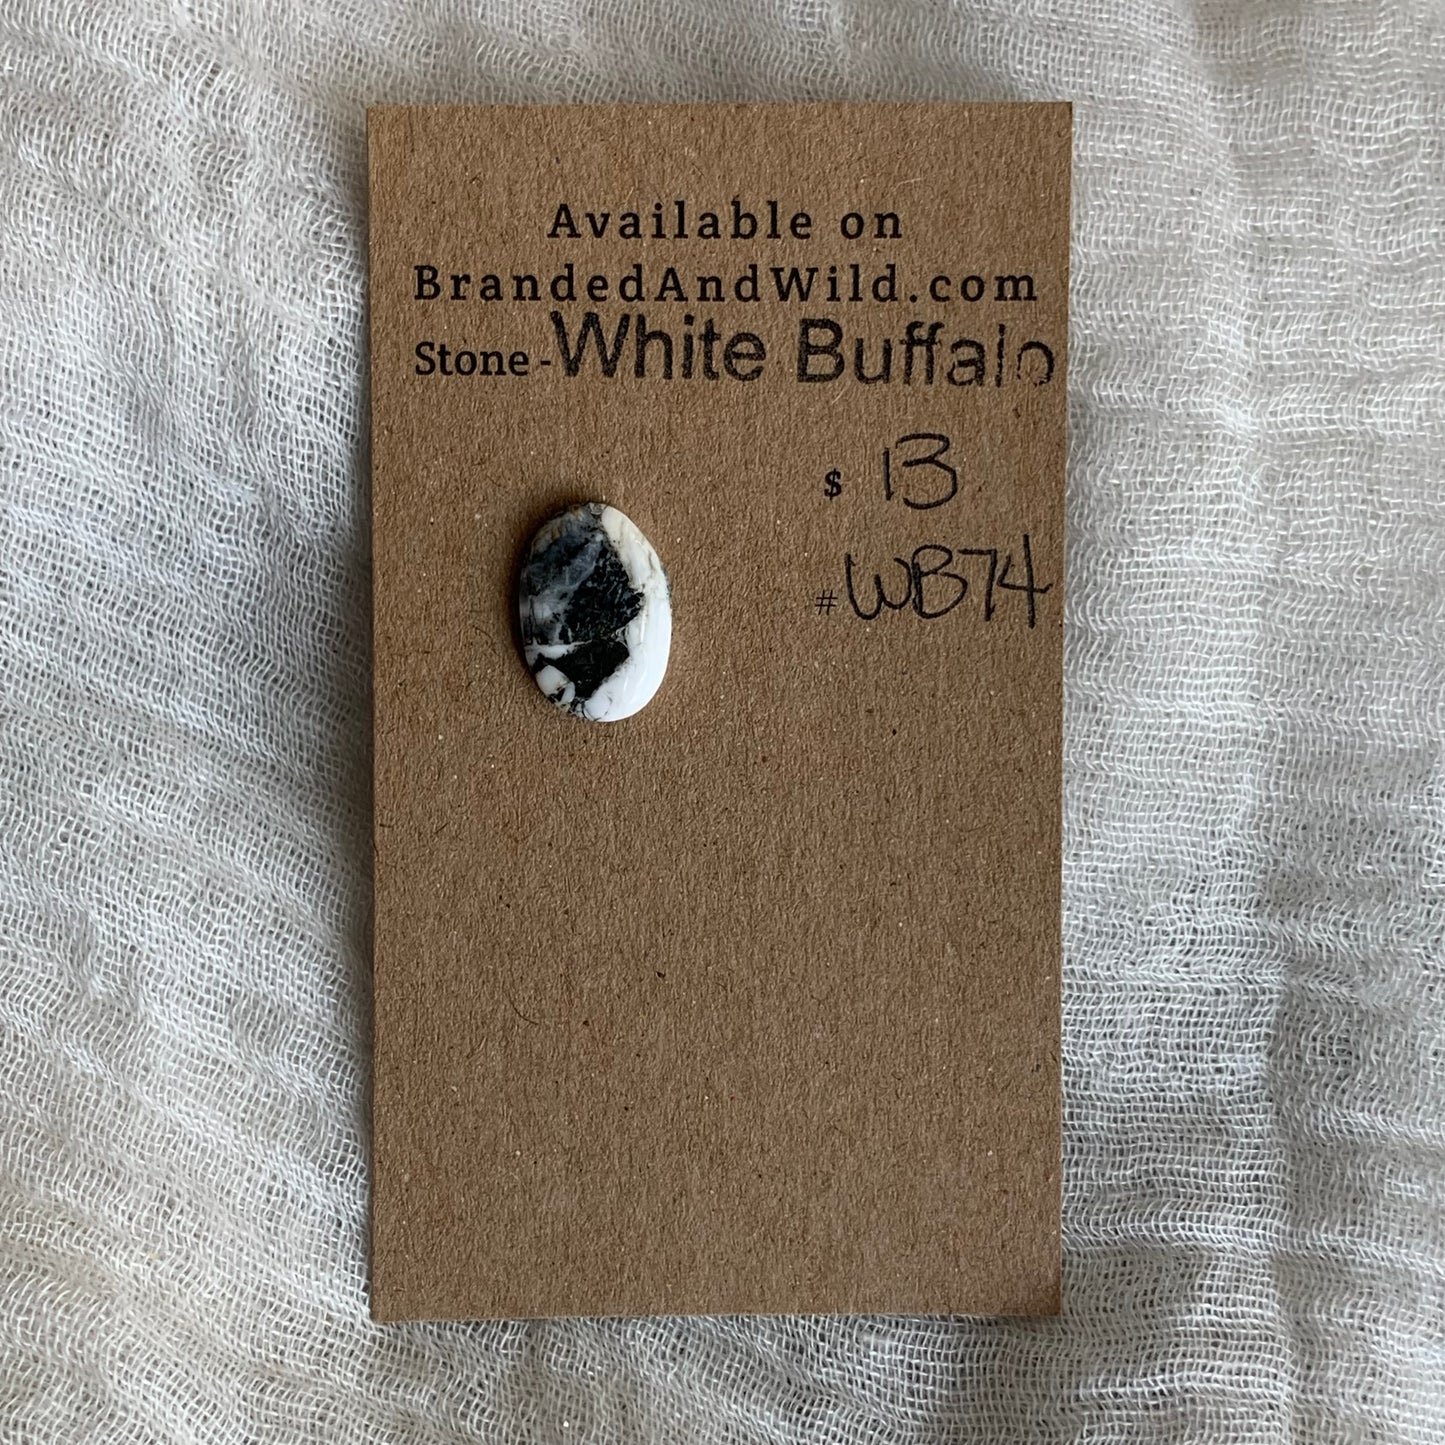 Available on
BrandedAndWild.com
Stone - White Buffalo
$ 13
# WB74